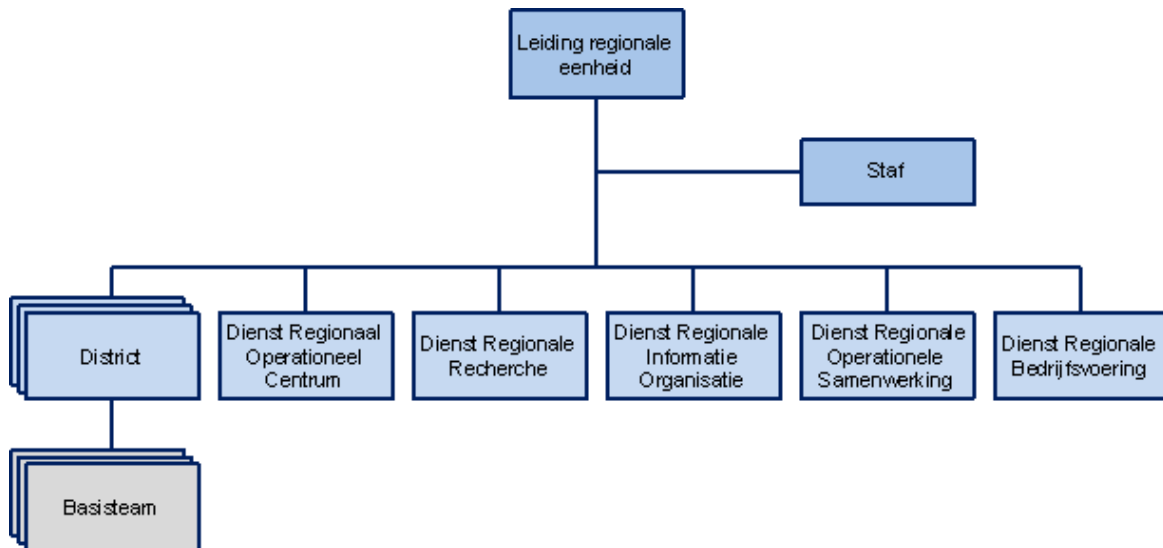 Leiding regionale
eenheid
Staf
District
Dienst Regionaal
Operationeel
Centrum
Dienst Regionale
Recherche
Dienst Regionale
Informatie
Organisatie
Dienst Regionale
Operationele
Samenwerking
Dienst Regionale
Bedrijfsvoering
Basisteam